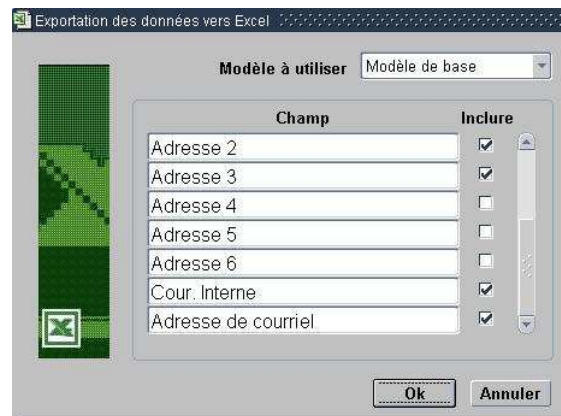 Exportation des données vers Excel
Modèle à utiliser Modèle de base
Champ Inclure
Adresse 2
Adresse 3
Adresse 4
Adresse 5
Adresse 6
Cour. Interne
Adresse de courriel
Ok Annuler